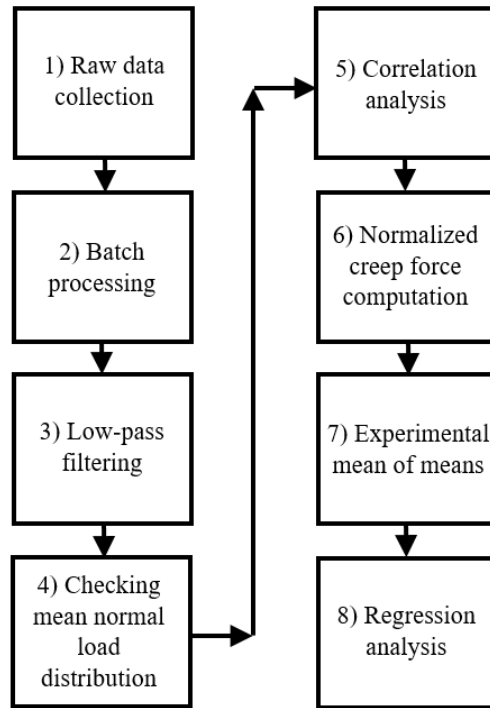 1) Raw data
collection
2) Batch
processing
3) Low-pass
filtering
4) Checking
mean normal
load
distribution
5) Correlation
analysis
6) Normalized
creep force
computation
7) Experimental
mean of means
8) Regression
analysis